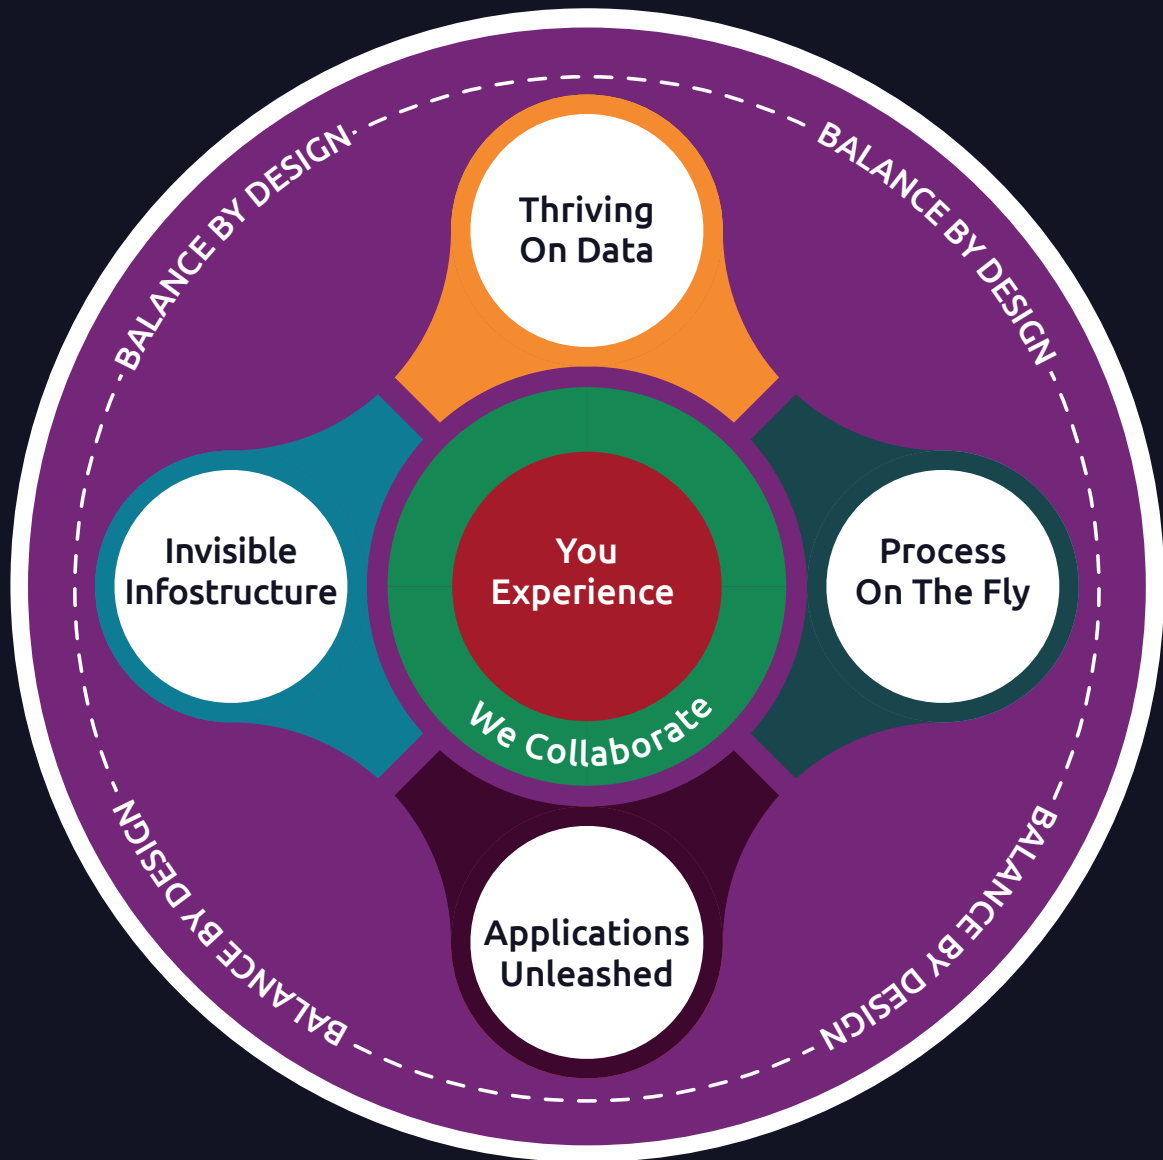 BALANCE BY DESIGN
BALANCE BY DESIGN
Thriving
On Data
Invisible
Infostructure
You
Experience
Process
On The Fly
We Collaborate
Applications
Unleashed
BALANCE BY DESIGN
BALANCE BY DESIGN